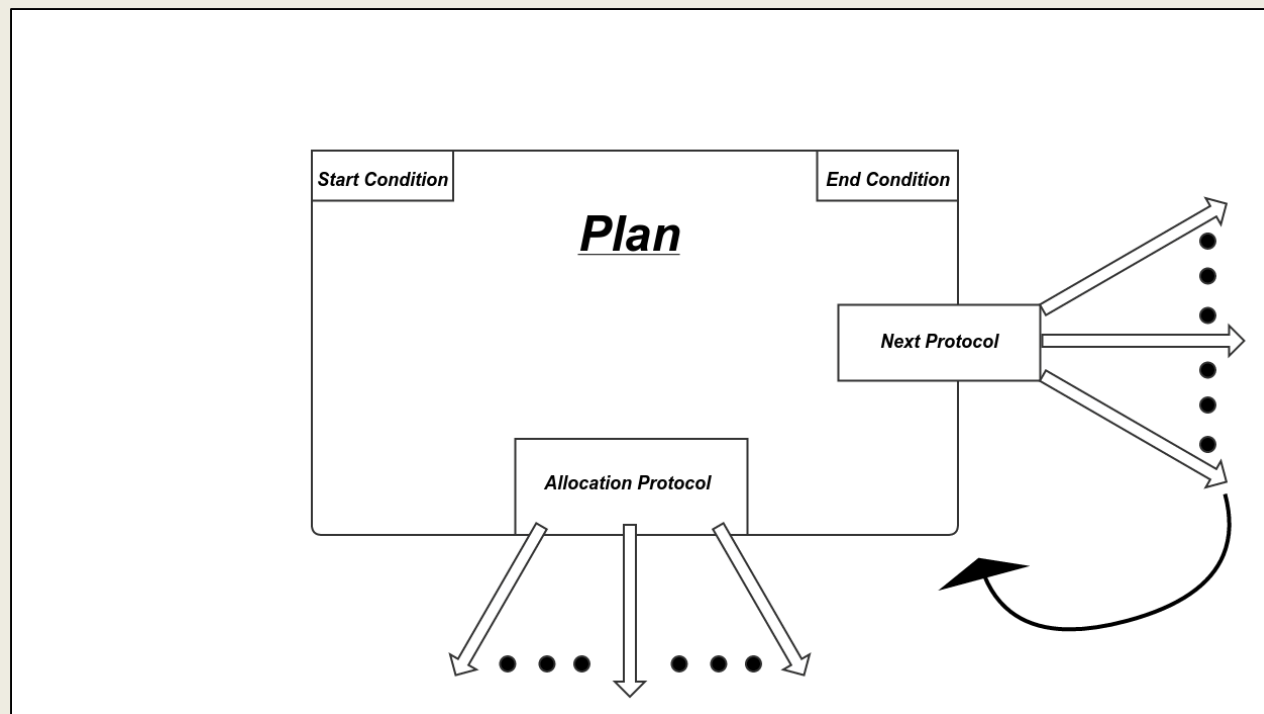 Start Condition
End Condition
Plan
Next Protocol
Allocation Protocol